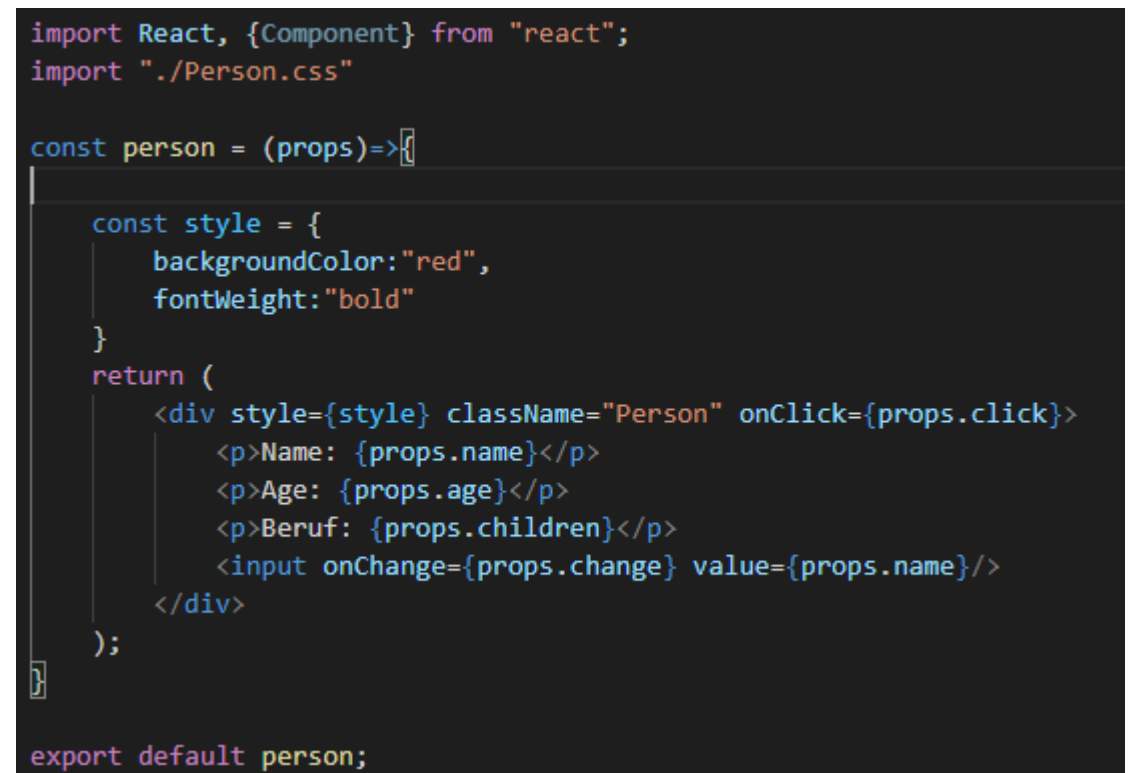 import React, {Component} from "react";
import "./Person.css"
const person = (props)=>{
const style = {
backgroundColor:"red",
fontWeight:"bold"
}
return (
<div style={style} className="Person" onClick={props.click}>
<p>Name: {props.name}</p>
<p>Age: {props.age}</p>
<p>Beruf: {props.children}</p>
<input onChange={props.change} value={props.name}/>
</div>
);
}
export default person;